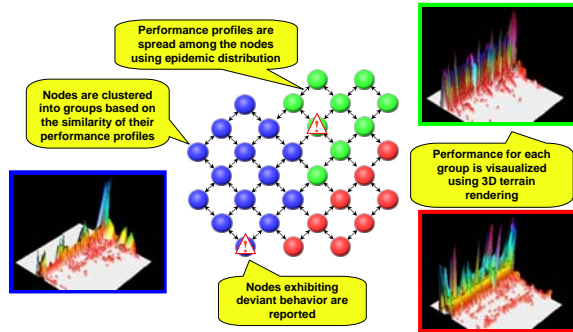 Performance profiles are
spread among the nodes
using epidemic distribution
Nodes are clustered
into groups based on
the similarity of their
performance profiles
!
Performance for each
group is visaualized
using 3D terrain
rendering
!
Nodes exhibiting
deviant behavior are
reported